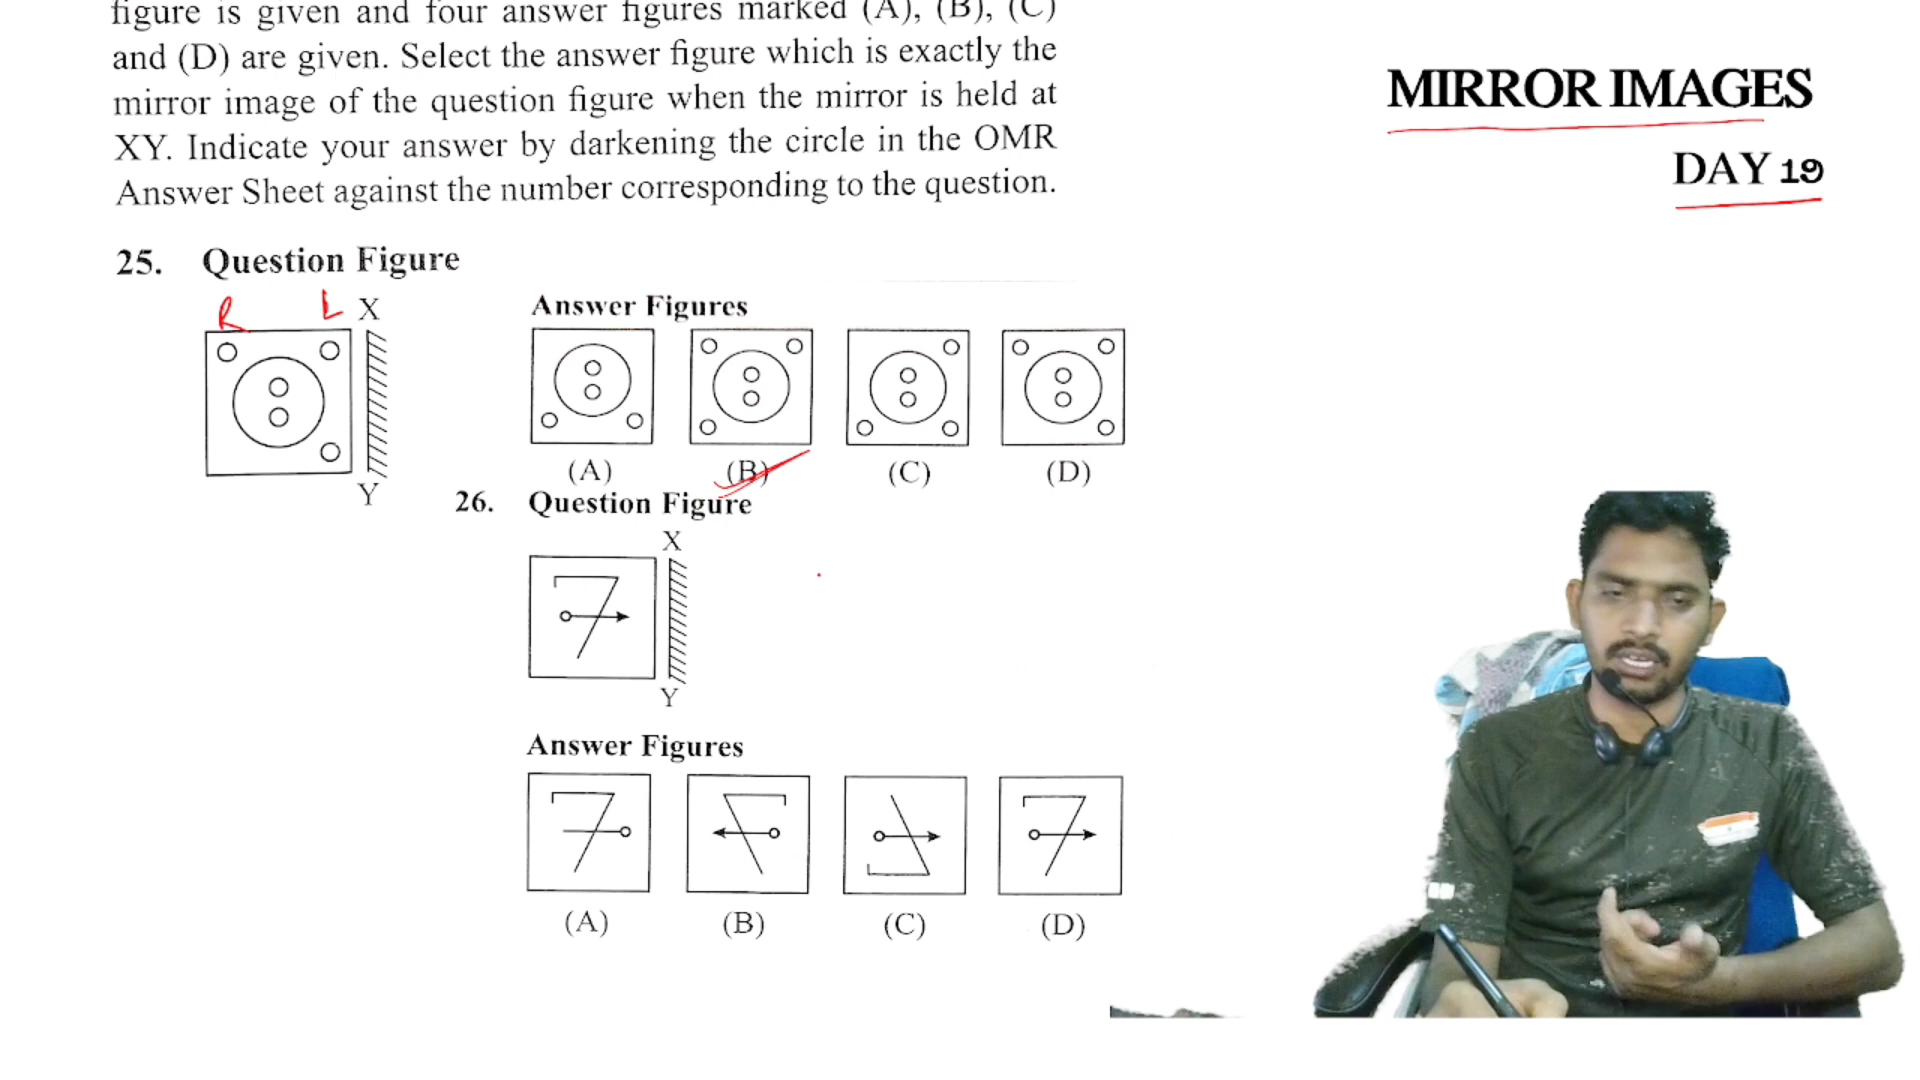 figure is given and four answer figures marked (A), (B), (C)
and (D) are given. Select the answer figure which is exactly the
mirror image of the question figure when the mirror is held at
XY. Indicate your answer by darkening the circle in the OMR
Answer Sheet against the number corresponding to the question.
MIRROR IMAGES
DAY 19
25. Question Figure
R L X
Y
Answer Figures
(A) (B) (C) (D)
26. Question Figure
X
Y
Answer Figures
(A) (B) (C) (D)